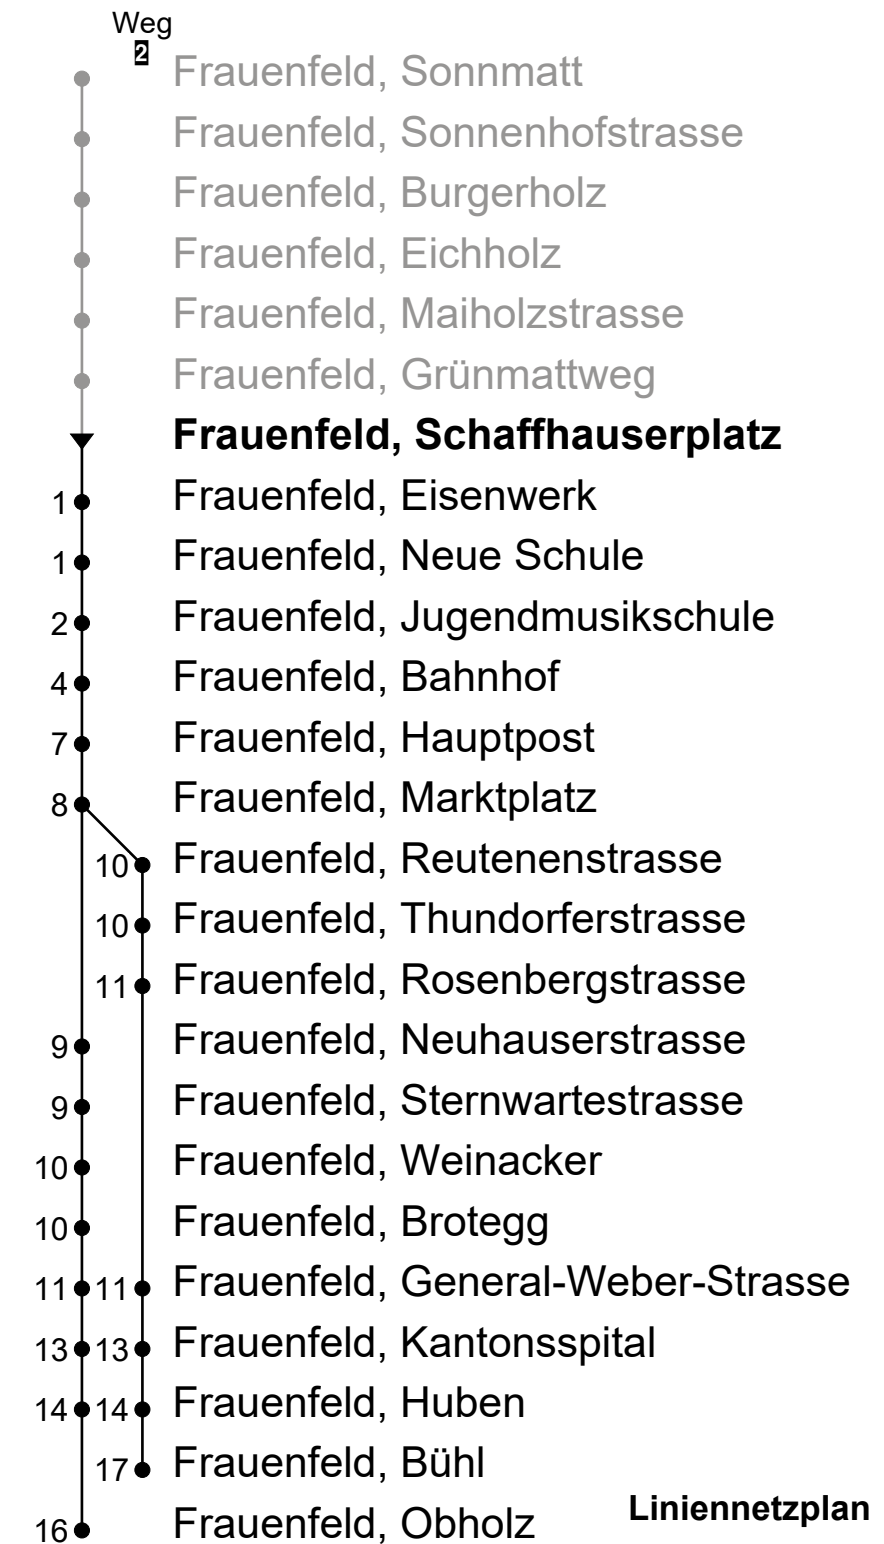 Weg
2
Frauenfeld, Sonnmatt
Frauenfeld, Sonnenhofstrasse
Frauenfeld, Burgerholz
Frauenfeld, Eichholz
Frauenfeld, Maiholzstrasse
Frauenfeld, Grünmattweg
Frauenfeld, Schaffhauserplatz
1 Frauenfeld, Eisenwerk
1 Frauenfeld, Neue Schule
2 Frauenfeld, Jugendmusikschule
4 Frauenfeld, Bahnhof
7 Frauenfeld, Hauptpost
8 Frauenfeld, Marktplatz
10 Frauenfeld, Reutenenstrasse
10 Frauenfeld, Thundorferstrasse
11 Frauenfeld, Rosenbergstrasse
9 Frauenfeld, Neuhauserstrasse
9 Frauenfeld, Sternwartestrasse
10 Frauenfeld, Weinacker
10 Frauenfeld, Brotegg
11 11 Frauenfeld, General-Weber-Strasse
13 13 Frauenfeld, Kantonsspital
14 14 Frauenfeld, Huben
17 Frauenfeld, Bühl
Liniennetzplan
16 Frauenfeld, Obholz